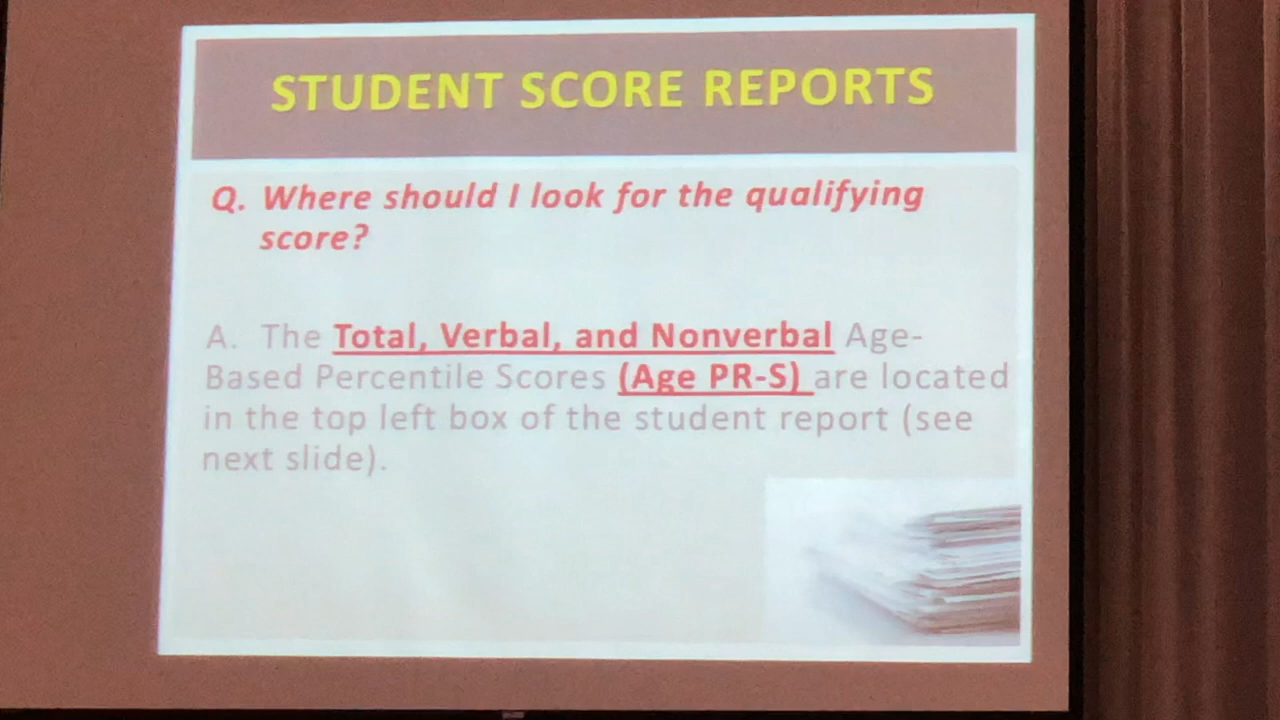 STUDENT SCORE REPORTS
Q. Where should I look for the qualifying
score?
A. The Total, Verbal, and Nonverbal Age-
Based Percentile Scores (Age PR-S) are located
in the top left box of the student report (see
next slide).